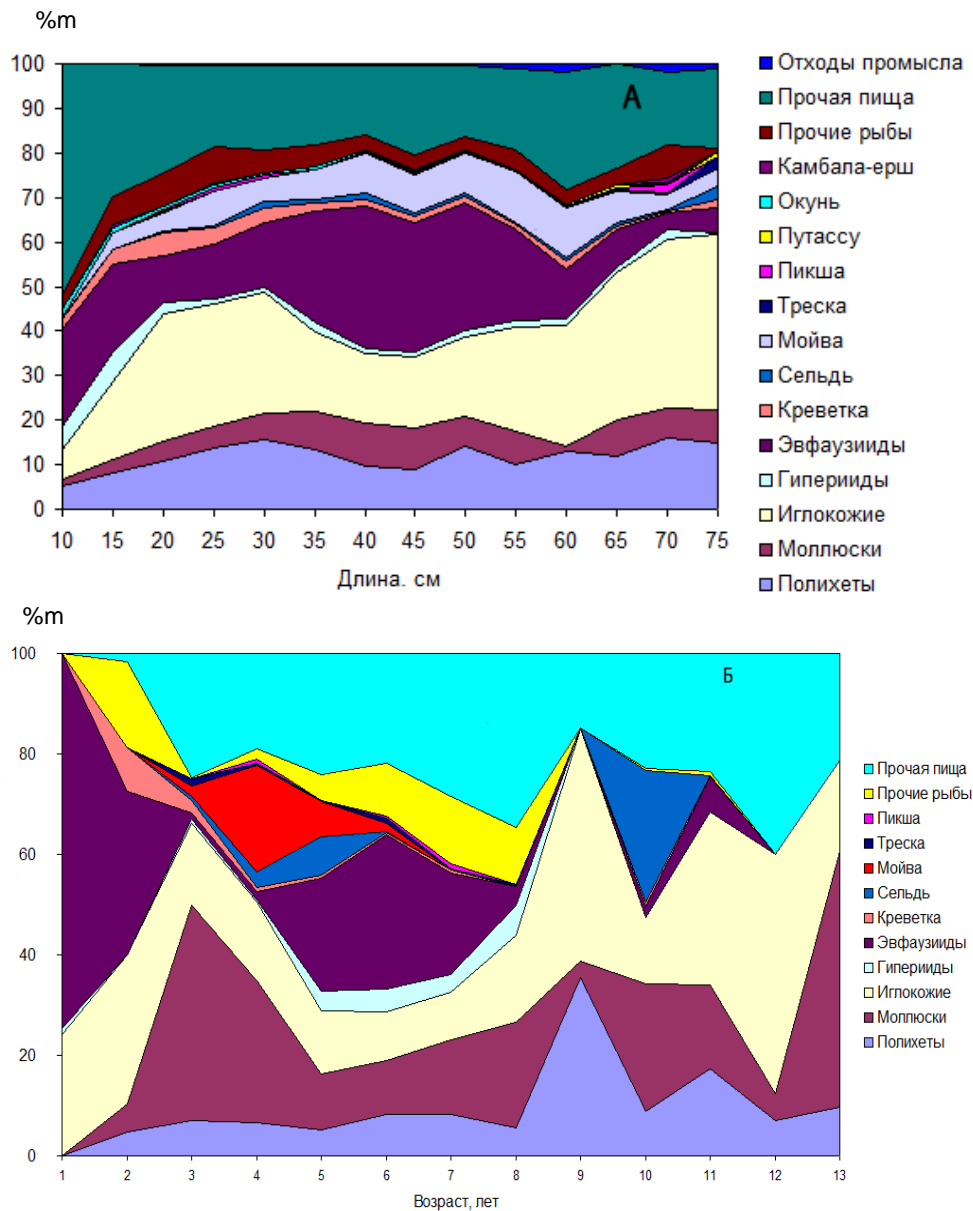 %m
100
90
80
70
60
50
40
30
20
10
0
А
10 15 20 25 30 35 40 45 50 55 60 65 70 75
Длина. см
Отходы промысла
Прочая пища
Прочие рыбы
Камбала-ерш
Окунь
Путассу
Пикша
Треска
Мойва
Сельдь
Креветка
Эвфаузииды
Гиперииды
Иглокожие
Моллюски
Полихеты
%m
100
80
60
40
20
0
Б
1 2 3 4 5 6 7 8 9 10 11 12 13
Возраст, лет
Прочая пища
Прочие рыбы
Пикша
Треска
Мойва
Сельдь
Креветка
Эвфаузииды
Гиперииды
Иглокожие
Моллюски
Полихеты